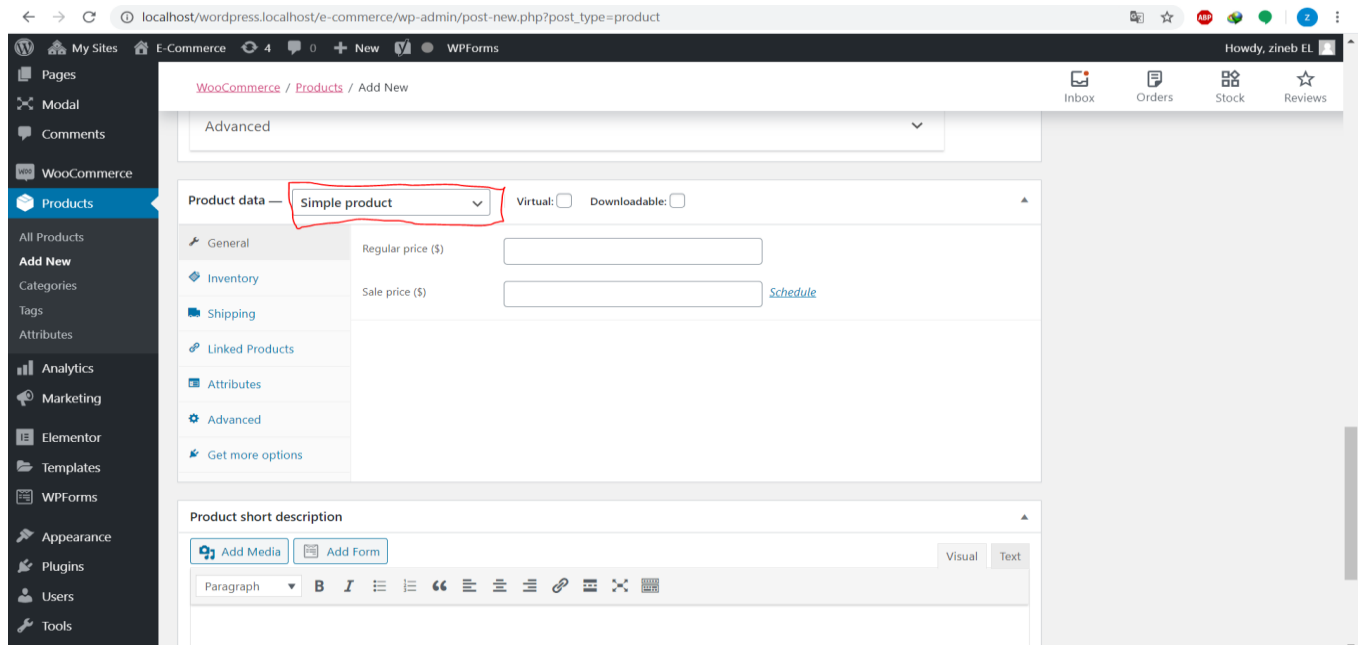 localhost/wordpress.localhost/e-commerce/wp-admin/post-new.php?post_type=product
ABP
z
My Sites E-Commerce 4 0 New WPForms
Howdy, zineb EL
Pages
Modal
Comments
WOO WooCommerce
Products
All Products
Add New
Categories
Tags
Attributes
Analytics
Marketing
Elementor
Templates
WPForms
Appearance
Plugins
Users
Tools
WooCommerce / Products / Add New
Inbox
Orders
Stock
Reviews
Advanced
Product data — Simple product Virtual: Downloadable:
General
Inventory
Shipping
Linked Products
Attributes
Advanced
Get more options
Regular price ($)
Sale price ($) Schedule
Product short description
Add Media Add Form
Visual Text
Paragraph B I